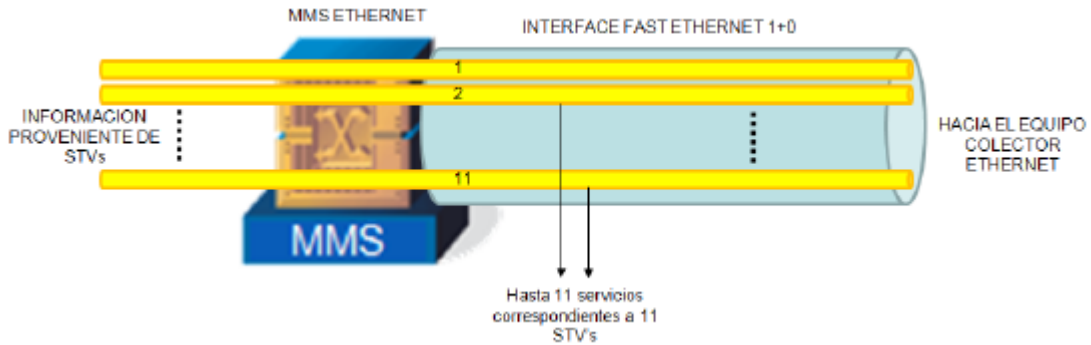 MMS ETHERNET
INTERFACE FAST ETHERNET 1+0
1
2
INFORMACION
PROVENIENTE DE
STVs
HACIA EL EQUIPO
COLECTOR
ETHERNET
11
MMS
Hasta 11 servicios
correspondientes a 11
STV's